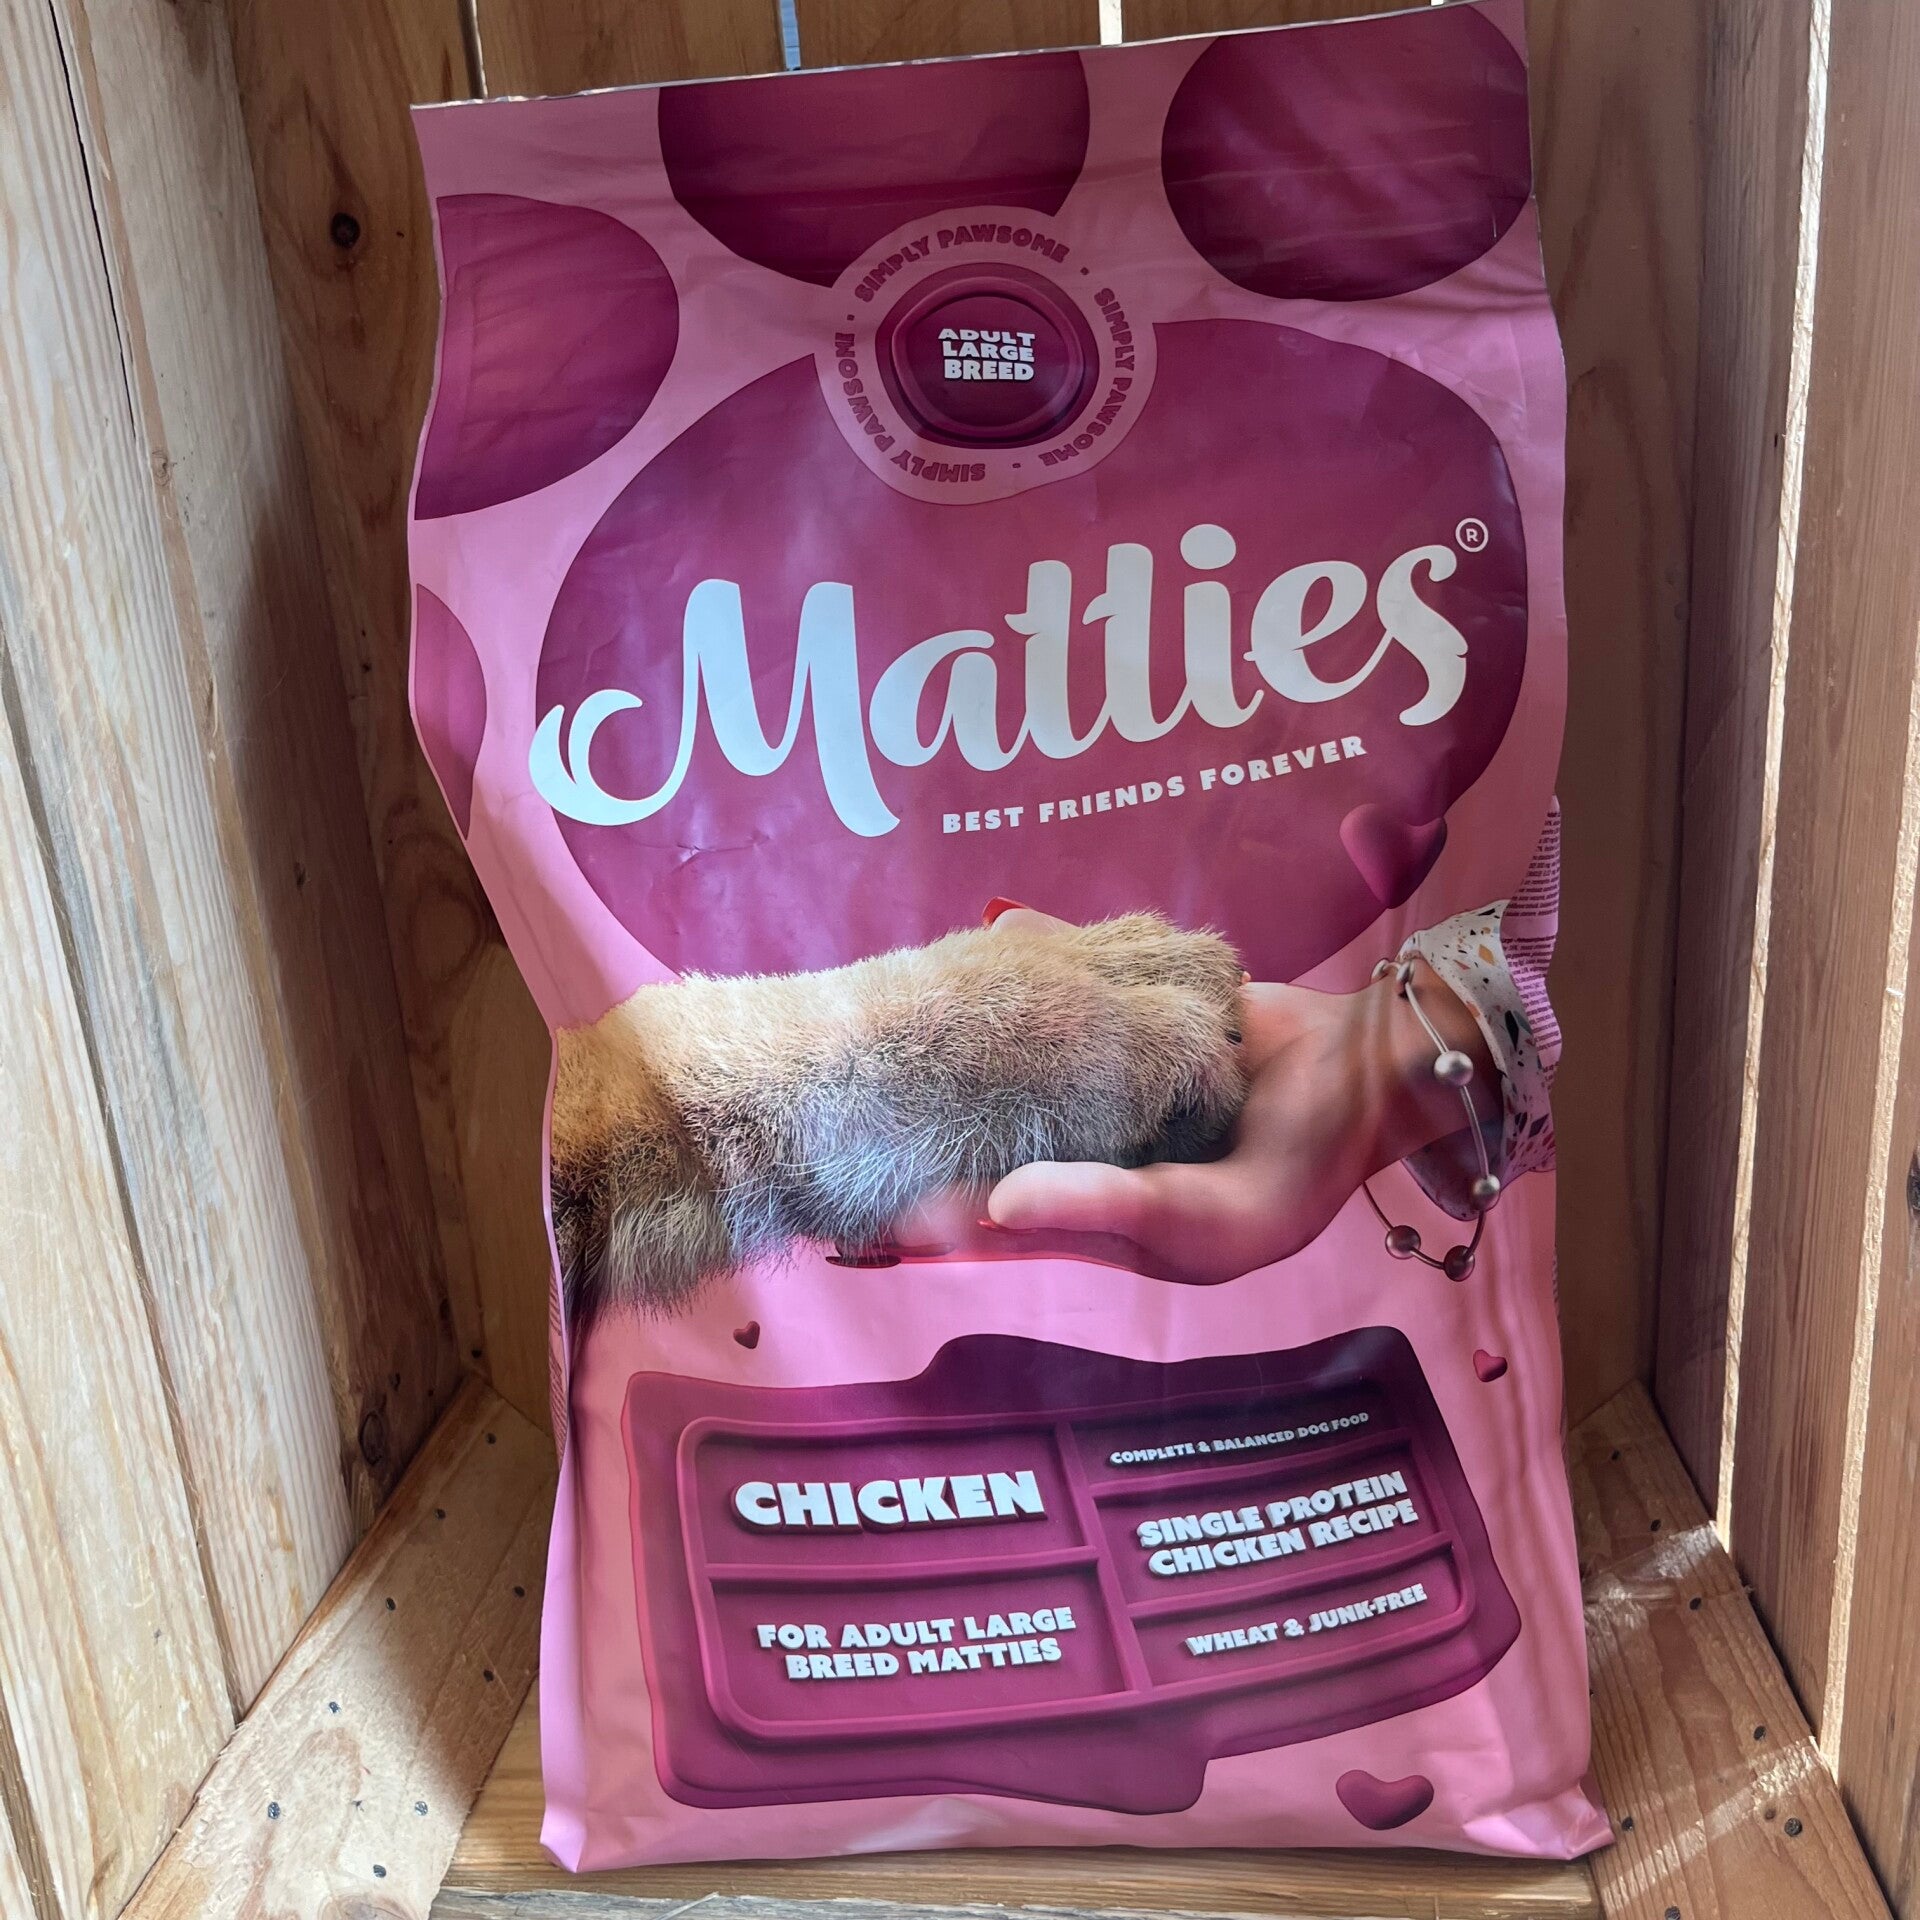 SIMPLY PAWSOME · SIMPLY PAWSOME · SIMPLY PAWSOME ·
ADULT
LARGE
BREED
Matties®
BEST FRIENDS FOREVER
CHICKEN
FOR ADULT LARGE
BREED MATTIES
COMPLETE & BALANCED DOG FOOD
SINGLE PROTEIN
CHICKEN RECIPE
WHEAT & JUNK-FREE